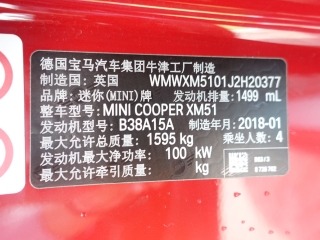 德国宝马汽车集团牛津工厂制造
制造国: 英国 WMWXM5101J2H20377
品牌: 迷你(MINI)牌 发动机排量: 1499 mL
整车型号: MINI COOPER XM51
发动机型号: B38A15A 制造年月: 2018-01
最大允许总质量: 1595 kg 乘坐人数: 4
发动机最大净功率: 100 kW
最大允许牵引质量: kg